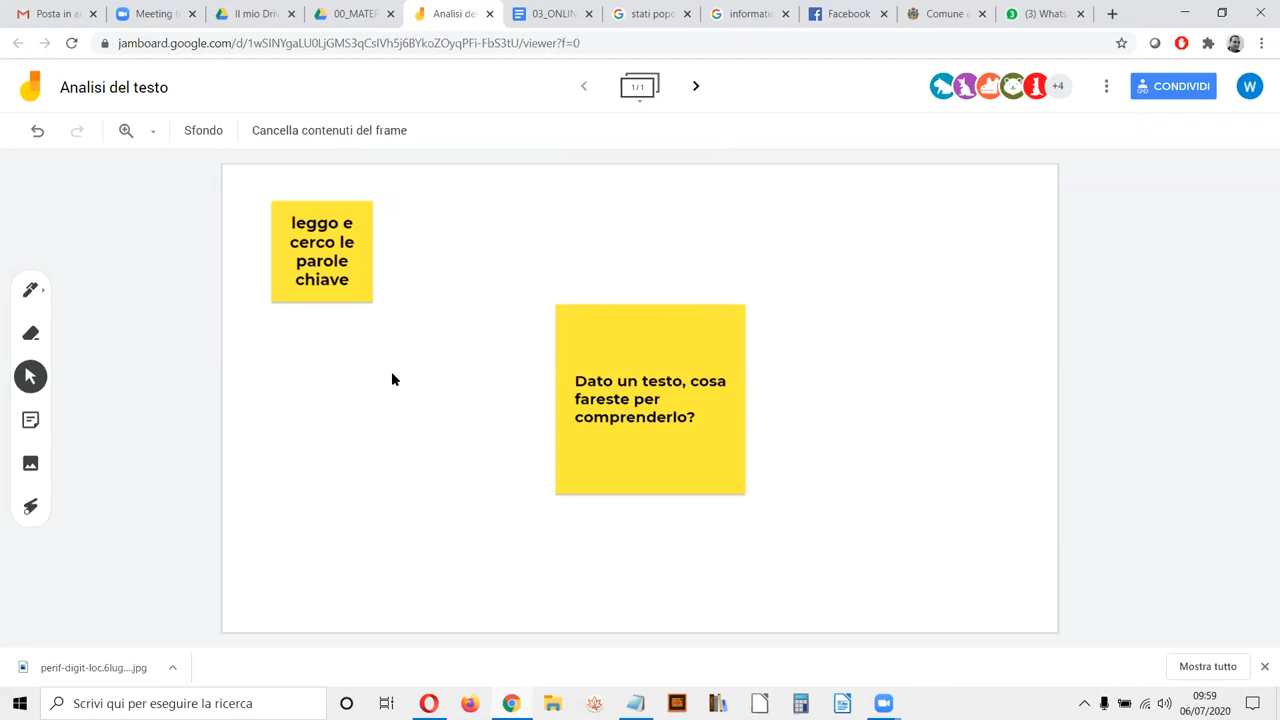 Posta in a
Meeting I
Il mio Driv
00_MATER
Analisi del
03_ONLIN
stati popo
informatio
Facebook
Comune d
3
Whats
jamboard.google.com/d/1wSINYgaLU0LjGMS3qCsIVh5j6BYkoZOyqPFi-FbS3tU/viewer?f=0
Analisi del testo
1/1
+4
CONDIVIDI
W
Sfondo
Cancella contenuti del frame
leggo e
cerco le
parole
chiave
Dato un testo, cosa
fareste per
comprenderlo?
perif-digit-loc.6lug....jpg
Mostra tutto
Scrivi qui per eseguire la ricerca
09:59
06/07/2020